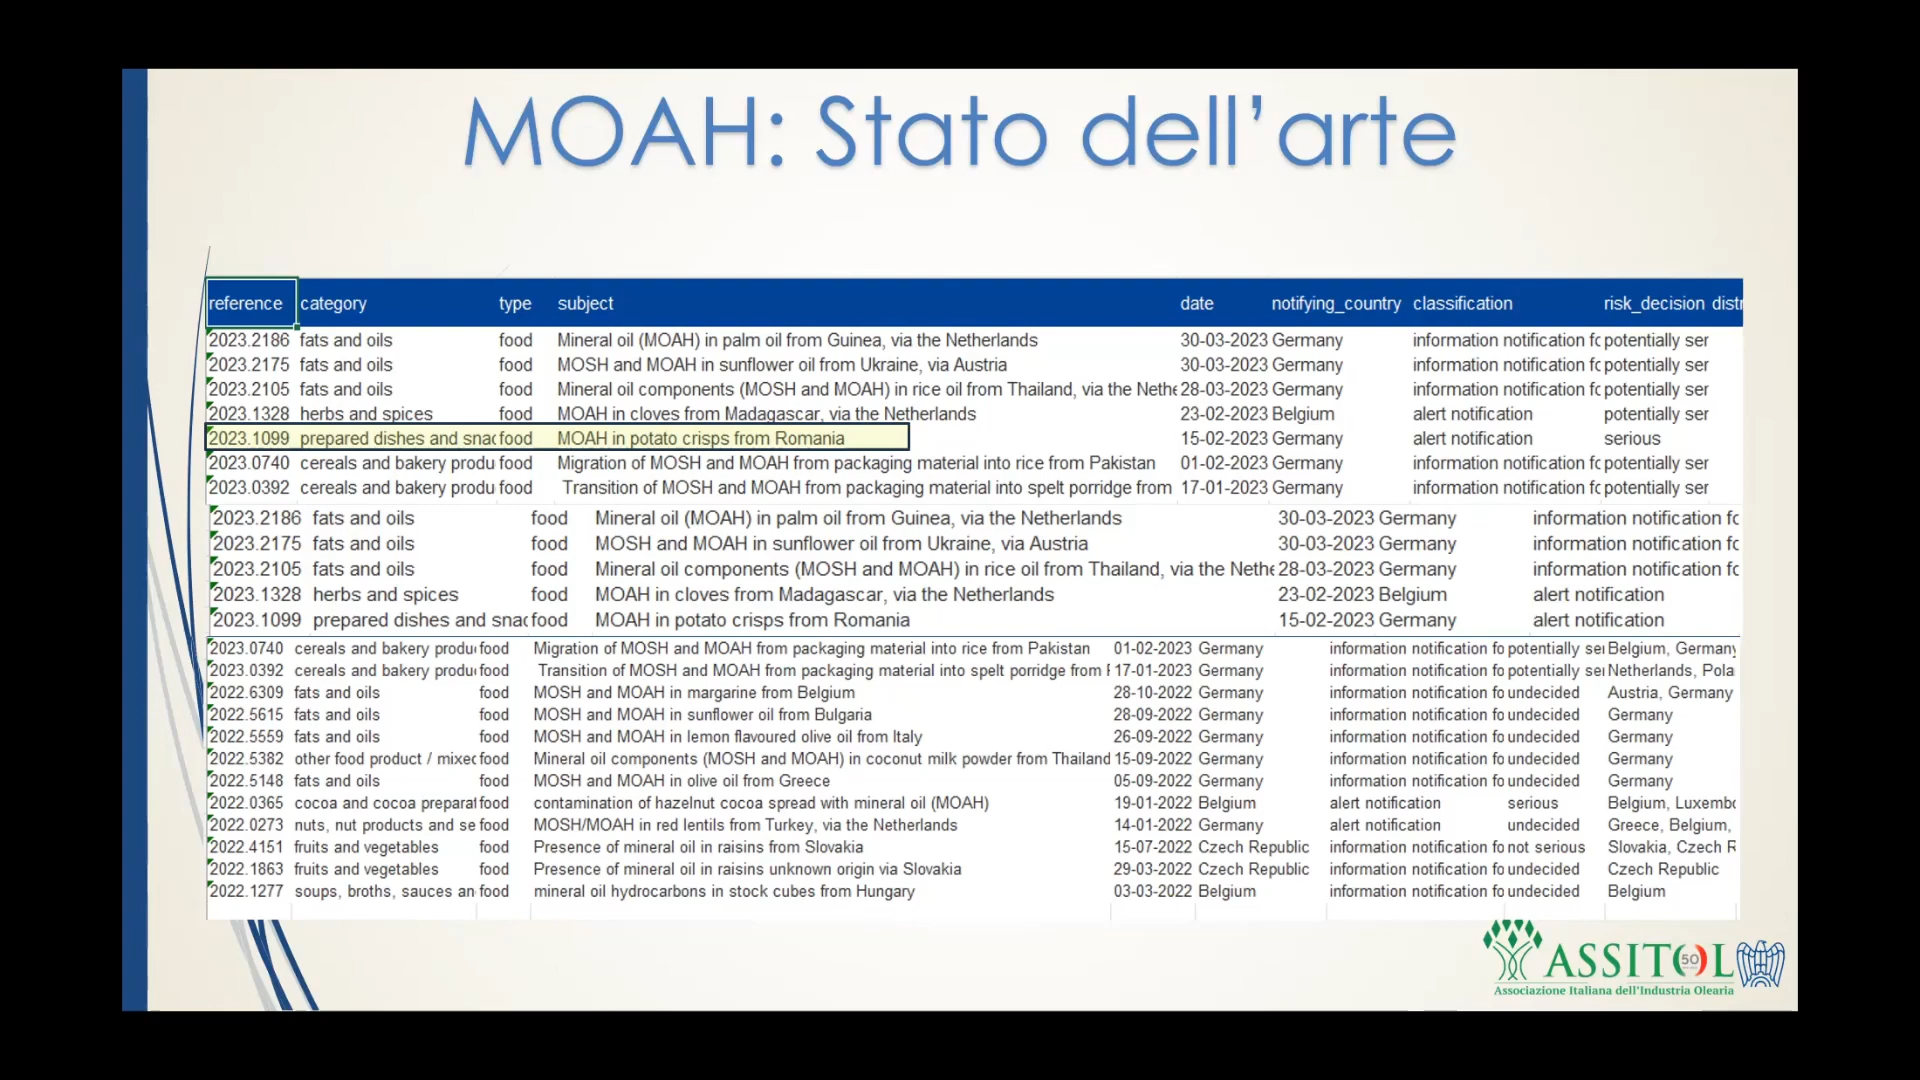 MOAH: Stato dell’arte
reference category type subject date notifying_country classification risk_decision distr
2023.2186 fats and oils food Mineral oil (MOAH) in palm oil from Guinea, via the Netherlands 30-03-2023 Germany information notification fc potentially ser
2023.2175 fats and oils food MOSH and MOAH in sunflower oil from Ukraine, via Austria 30-03-2023 Germany information notification fc potentially ser
2023.2105 fats and oils food Mineral oil components (MOSH and MOAH) in rice oil from Thailand, via the Nethe 28-03-2023 Germany information notification fc potentially ser
2023.1328 herbs and spices food MOAH in cloves from Madagascar, via the Netherlands 23-02-2023 Belgium alert notification potentially ser
2023.1099 prepared dishes and snac food MOAH in potato crisps from Romania 15-02-2023 Germany alert notification serious
2023.0740 cereals and bakery produ food Migration of MOSH and MOAH from packaging material into rice from Pakistan 01-02-2023 Germany information notification fc potentially ser
2023.0392 cereals and bakery produ food Transition of MOSH and MOAH from packaging material into spelt porridge from 17-01-2023 Germany information notification fc potentially ser
2023.2186 fats and oils food Mineral oil (MOAH) in palm oil from Guinea, via the Netherlands 30-03-2023 Germany information notification fc
2023.2175 fats and oils food MOSH and MOAH in sunflower oil from Ukraine, via Austria 30-03-2023 Germany information notification fc
2023.2105 fats and oils food Mineral oil components (MOSH and MOAH) in rice oil from Thailand, via the Nethe 28-03-2023 Germany information notification fc
2023.1328 herbs and spices food MOAH in cloves from Madagascar, via the Netherlands 23-02-2023 Belgium alert notification
2023.1099 prepared dishes and snac food MOAH in potato crisps from Romania 15-02-2023 Germany alert notification
2023.0740 cereals and bakery produ food Migration of MOSH and MOAH from packaging material into rice from Pakistan 01-02-2023 Germany information notification fo potentially ser Belgium, Germany
2023.0392 cereals and bakery produ food Transition of MOSH and MOAH from packaging material into spelt porridge from 17-01-2023 Germany information notification fo potentially ser Netherlands, Pola
2022.6309 fats and oils food MOSH and MOAH in margarine from Belgium 28-10-2022 Germany information notification fo undecided Austria, Germany
2022.5615 fats and oils food MOSH and MOAH in sunflower oil from Bulgaria 28-09-2022 Germany information notification fo undecided Germany
2022.5559 fats and oils food MOSH and MOAH in lemon flavoured olive oil from Italy 26-09-2022 Germany information notification fo undecided Germany
2022.5382 other food product / mixec food Mineral oil components (MOSH and MOAH) in coconut milk powder from Thailand 15-09-2022 Germany information notification fo undecided Germany
2022.5148 fats and oils food MOSH and MOAH in olive oil from Greece 05-09-2022 Germany information notification fo undecided Germany
2022.0365 cocoa and cocoa preparat food contamination of hazelnut cocoa spread with mineral oil (MOAH) 19-01-2022 Belgium alert notification serious Belgium, Luxembo
2022.0273 nuts, nut products and se food MOSH/MOAH in red lentils from Turkey, via the Netherlands 14-01-2022 Germany alert notification undecided Greece, Belgium,
2022.4151 fruits and vegetables food Presence of mineral oil in raisins from Slovakia 15-07-2022 Czech Republic information notification fo not serious Slovakia, Czech R
2022.1863 fruits and vegetables food Presence of mineral oil in raisins unknown origin via Slovakia 29-03-2022 Czech Republic information notification fo undecided Czech Republic
2022.1277 soups, broths, sauces an food mineral oil hydrocarbons in stock cubes from Hungary 03-03-2022 Belgium information notification fo undecided Belgium
ASSITOL
50
Associazione Italiana dell'Industria Olearia